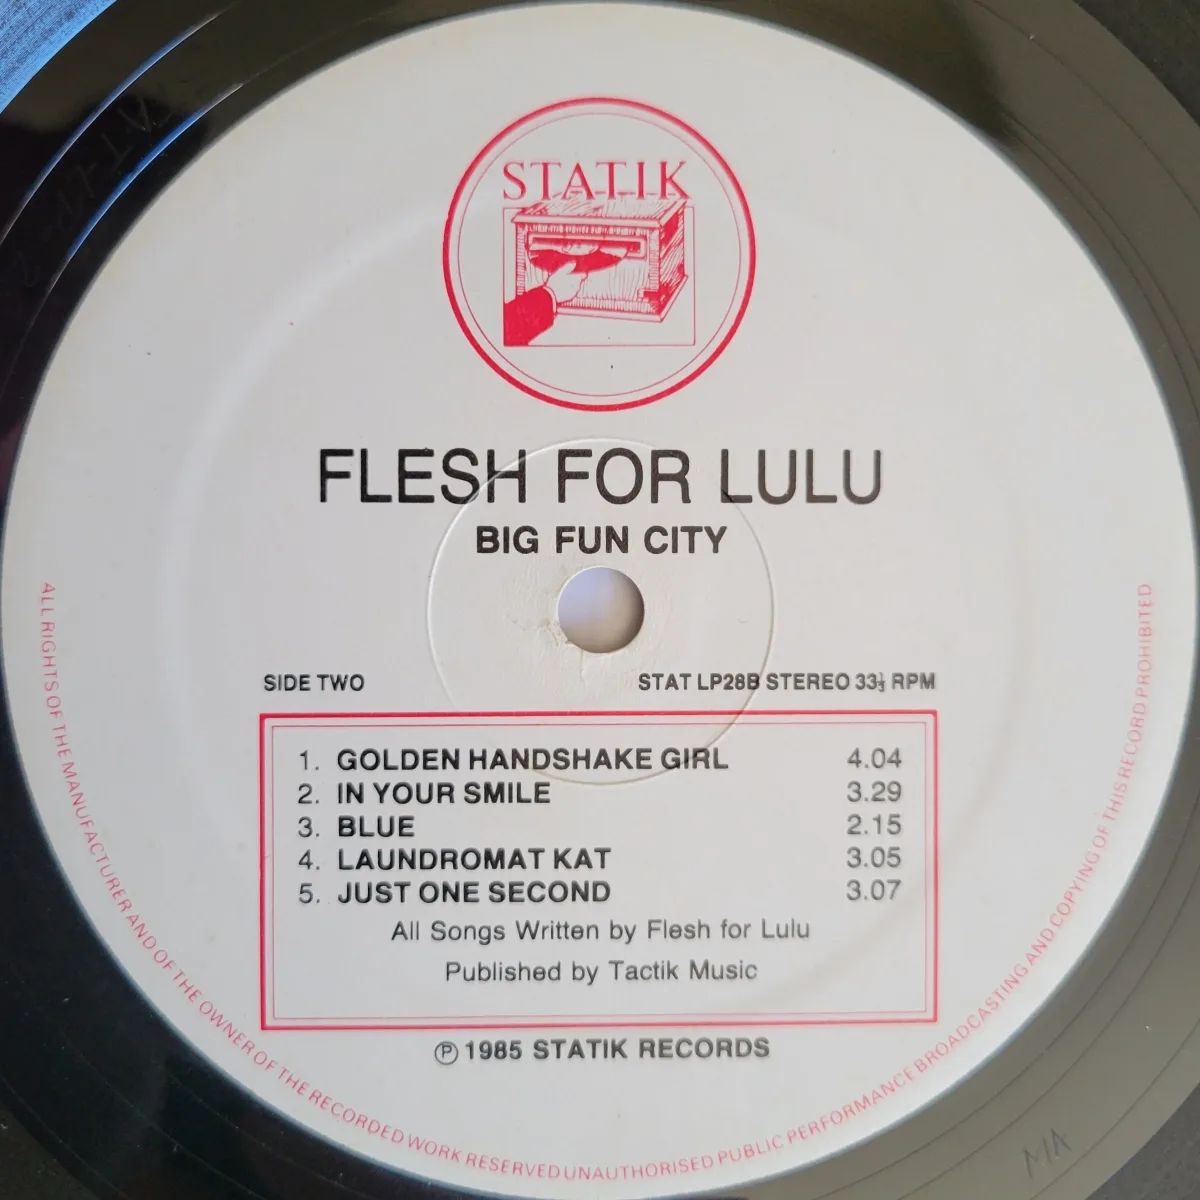 STATIK
FLESH FOR LULU
BIG FUN CITY
SIDE TWO
STAT LP28B STEREO 33⅓ RPM
1. GOLDEN HANDSHAKE GIRL 4.04
2. IN YOUR SMILE 3.29
3. BLUE 2.15
4. LAUNDROMAT KAT 3.05
5. JUST ONE SECOND 3.07
All Songs Written by Flesh for Lulu
Published by Tactik Music
Ⓟ 1985 STATIK RECORDS
ALL RIGHTS OF THE MANUFACTURER AND OF THE OWNER OF THE RECORDED WORK RESERVED UNAUTHORISED PUBLIC PERFORMANCE BROADCASTING AND COPYING OF THIS RECORD PROHIBITED
MA